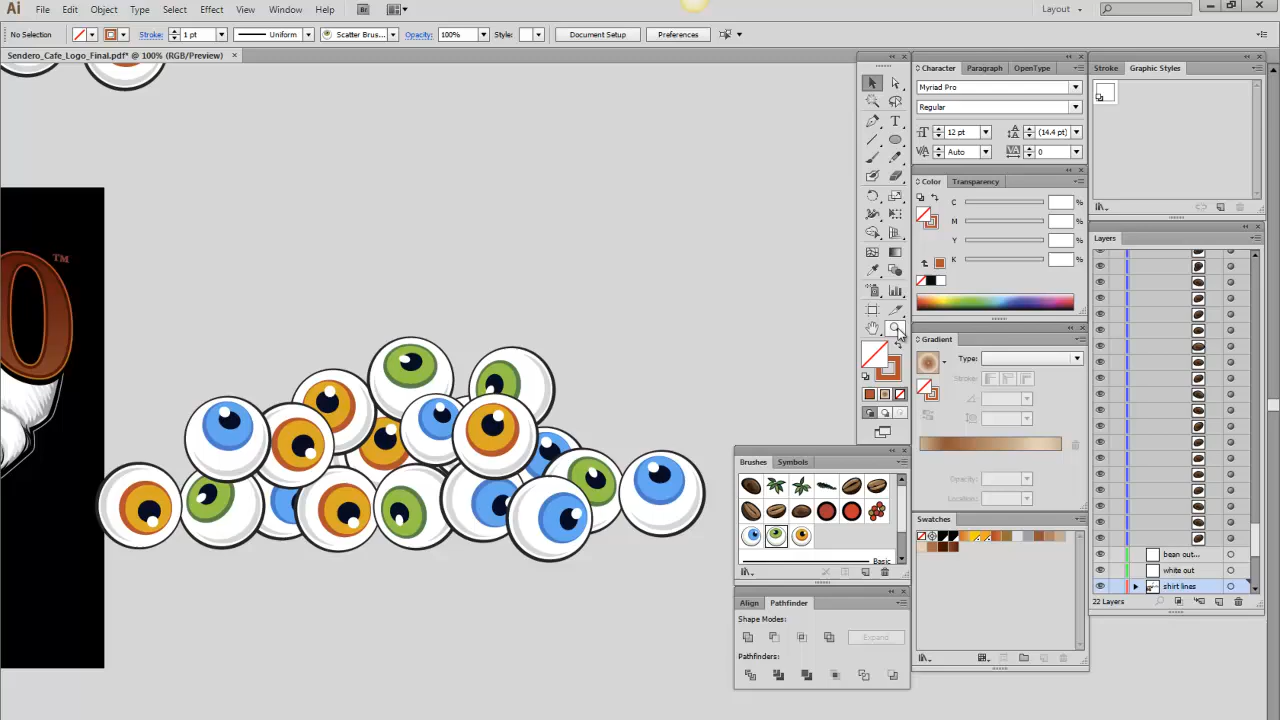 Ai File Edit Object Type Select Effect View Window Help Br Layout
No Selection Stroke: 1 pt Uniform Scatter Brus... Opacity: 100% Style: Document Setup Preferences
Sendero_Cafe_Logo_Final.pdf* @ 100% (RGB/Preview)
O TM
Character Paragraph OpenType
Myriad Pro
Regular
12 pt (14.4 pt)
Auto 0
Color Transparency
C %
M %
Y %
K %
Gradient
Type:
Stroke:
Opacity:
Location:
Swatches
Stroke Graphic Styles
Layers
bean out...
white out
shirt lines
22 Layers
Brushes Symbols
Basic
Align Pathfinder
Shape Modes:
Expand
Pathfinders: